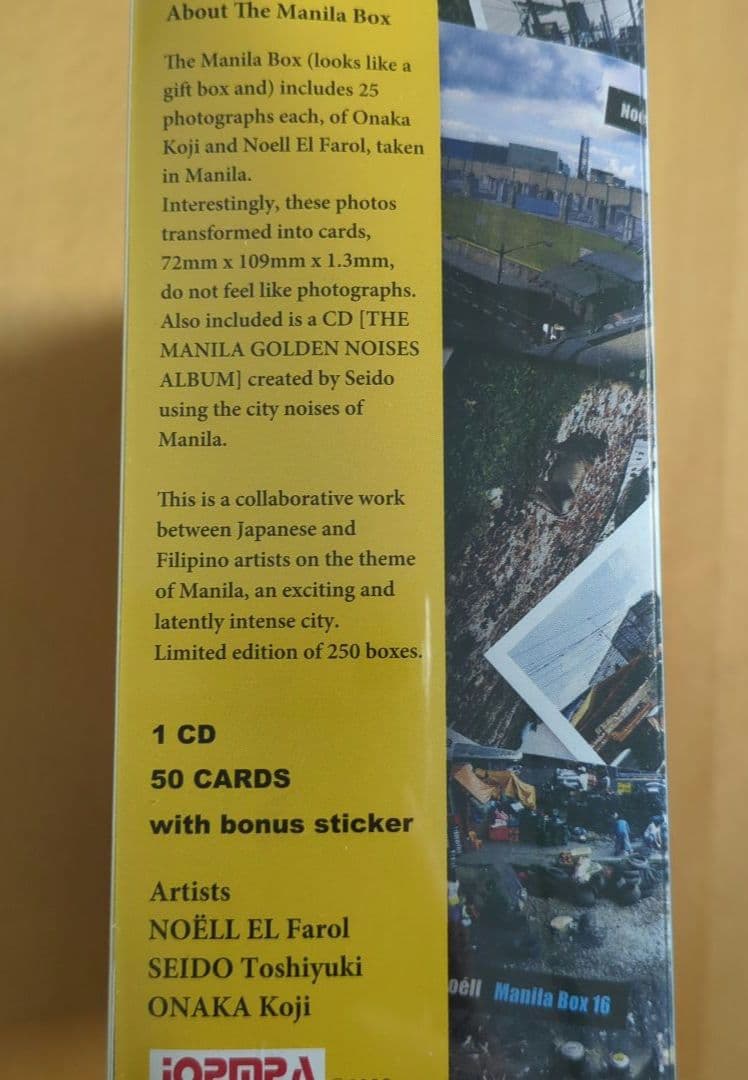 About The Manila Box
The Manila Box (looks like a
gift box and) includes 25
photographs each, of Onaka
Koji and Noell El Farol, taken
in Manila.
Interestingly, these photos
transformed into cards,
72mm x 109mm x 1.3mm,
do not feel like photographs.
Also included is a CD [THE
MANILA GOLDEN NOISES
ALBUM] created by Seido
using the city noises of
Manila.
This is a collaborative work
between Japanese and
Filipino artists on the theme
of Manila, an exciting and
latently intense city.
Limited edition of 250 boxes.
1 CD
50 CARDS
with bonus sticker
Artists
NOËLL EL Farol
SEIDO Toshiyuki
ONAKA Koji
Noé
oéll Manila Box 16